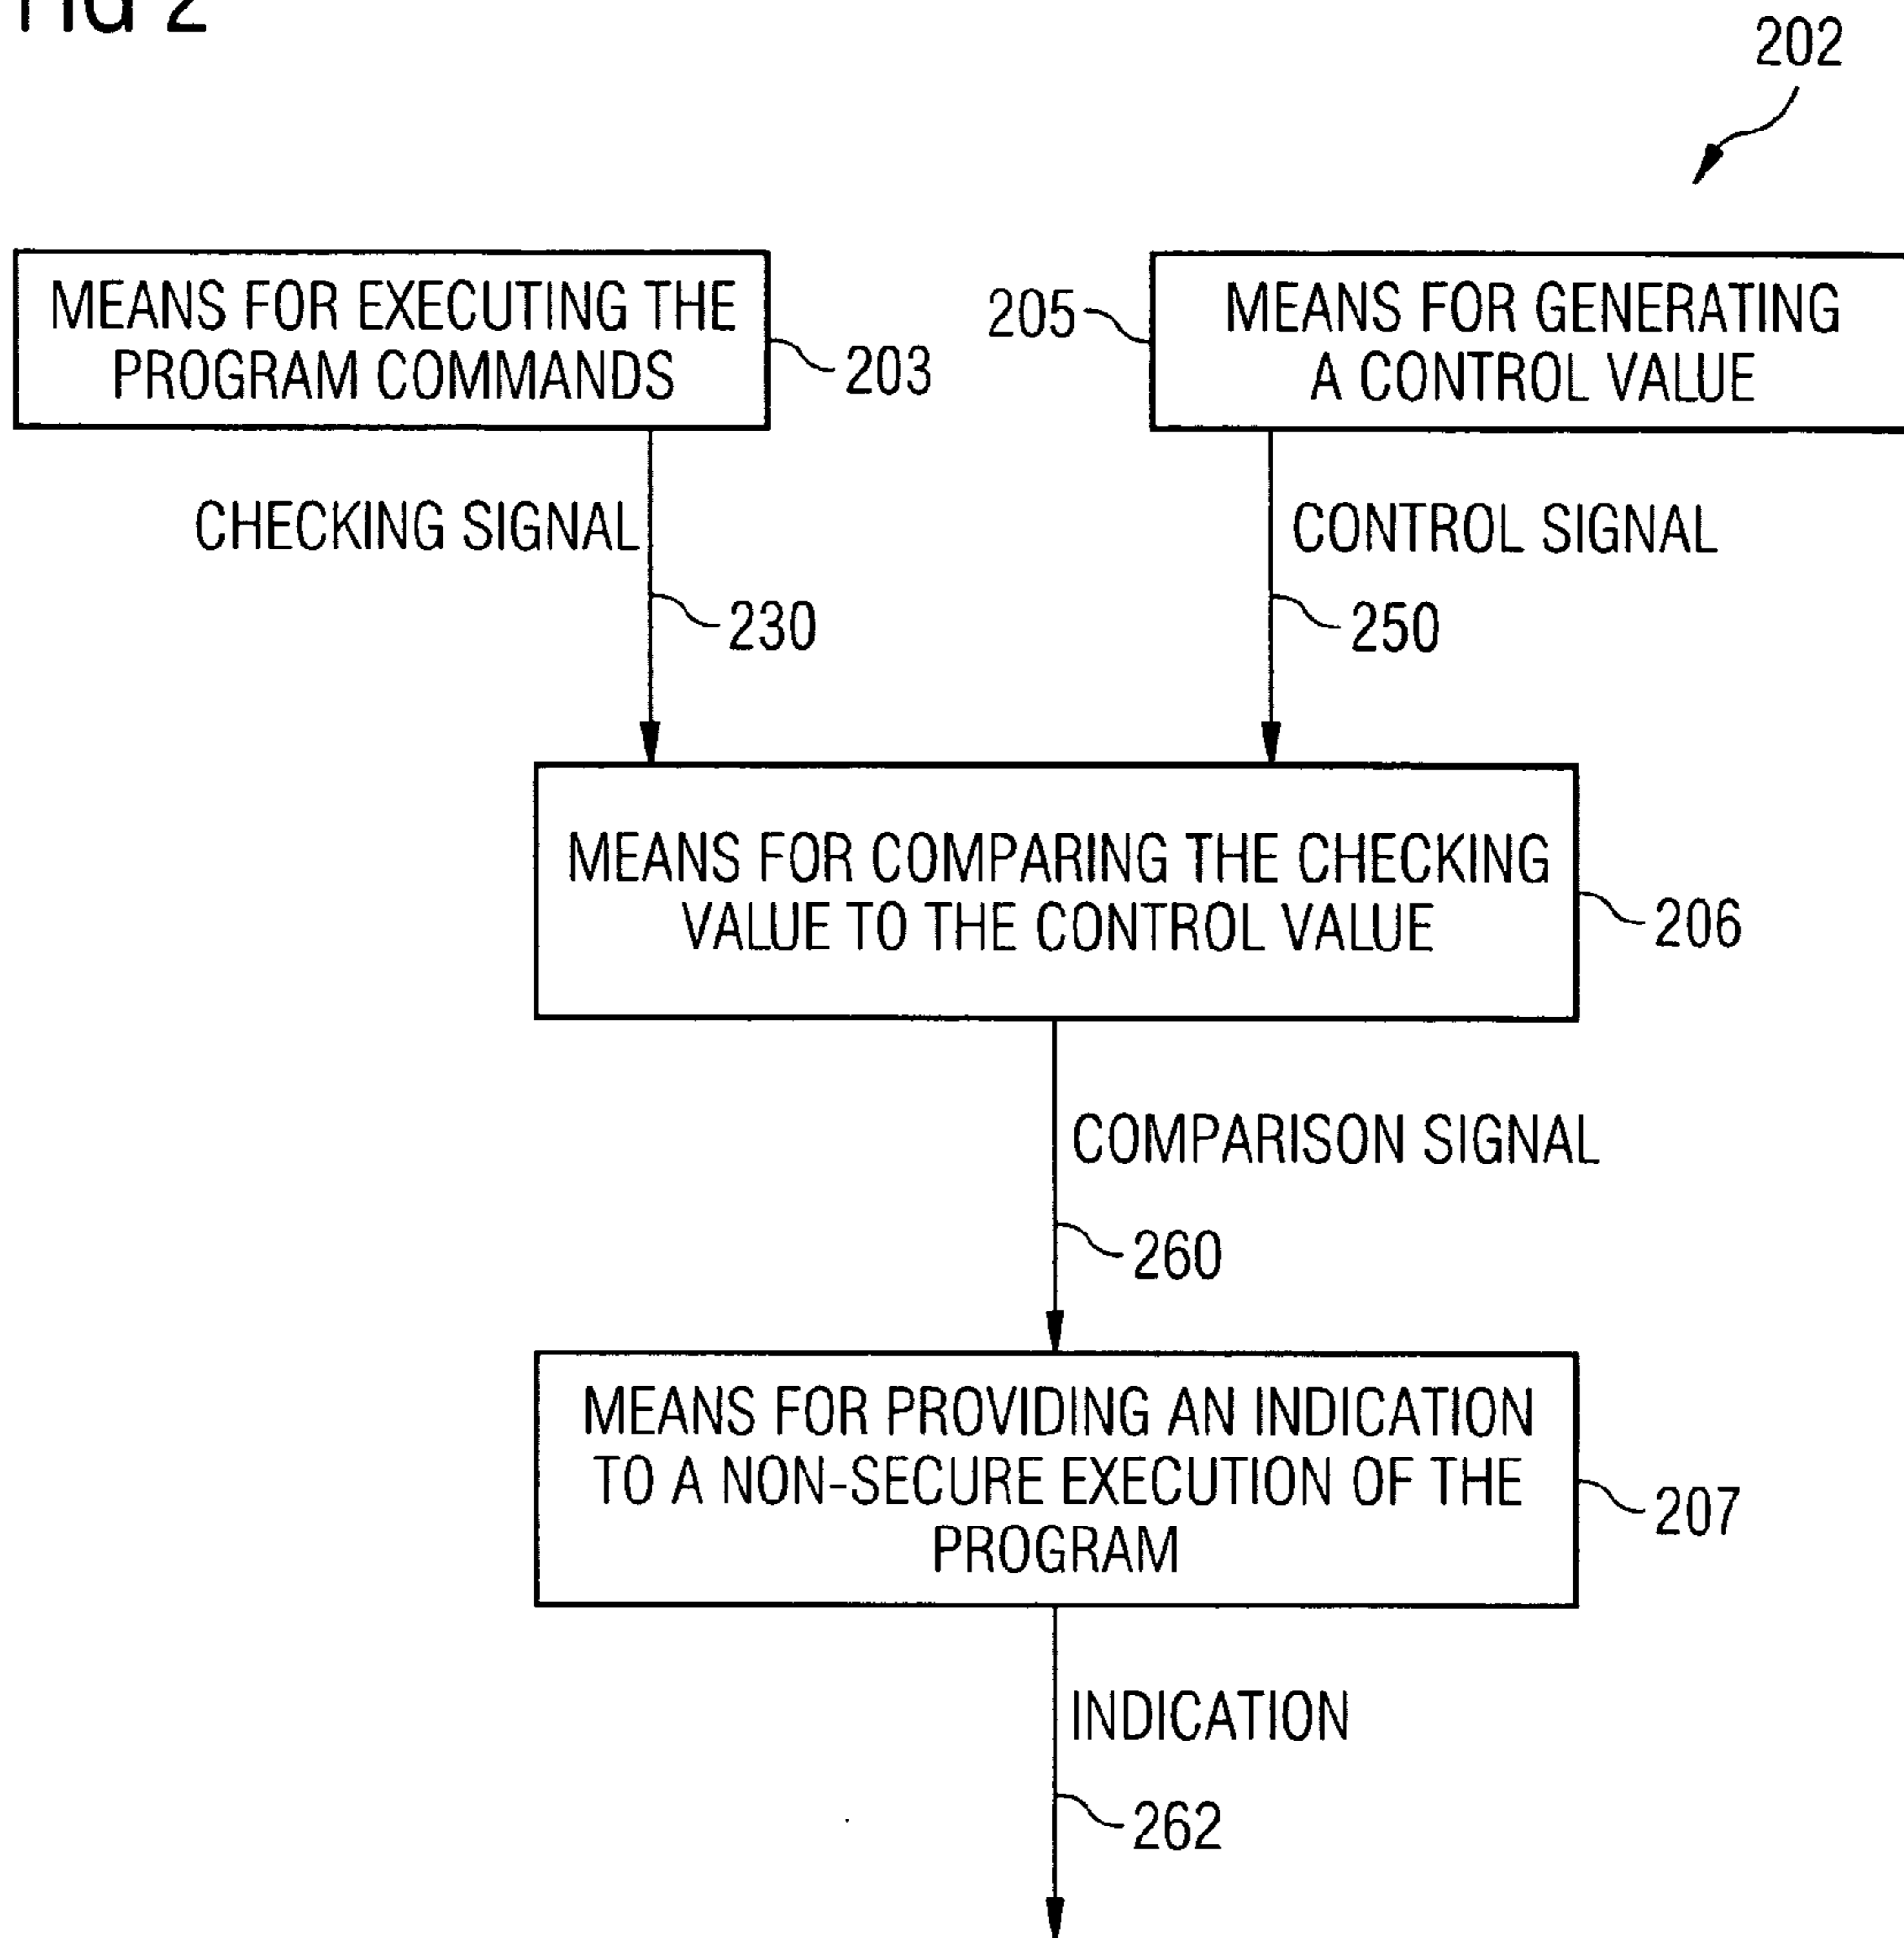 FIG 2
202
MEANS FOR EXECUTING THE
PROGRAM COMMANDS
203
205
MEANS FOR GENERATING
A CONTROL VALUE
CHECKING SIGNAL
230
CONTROL SIGNAL
250
MEANS FOR COMPARING THE CHECKING
VALUE TO THE CONTROL VALUE
206
COMPARISON SIGNAL
260
MEANS FOR PROVIDING AN INDICATION
TO A NON-SECURE EXECUTION OF THE
PROGRAM
207
INDICATION
262